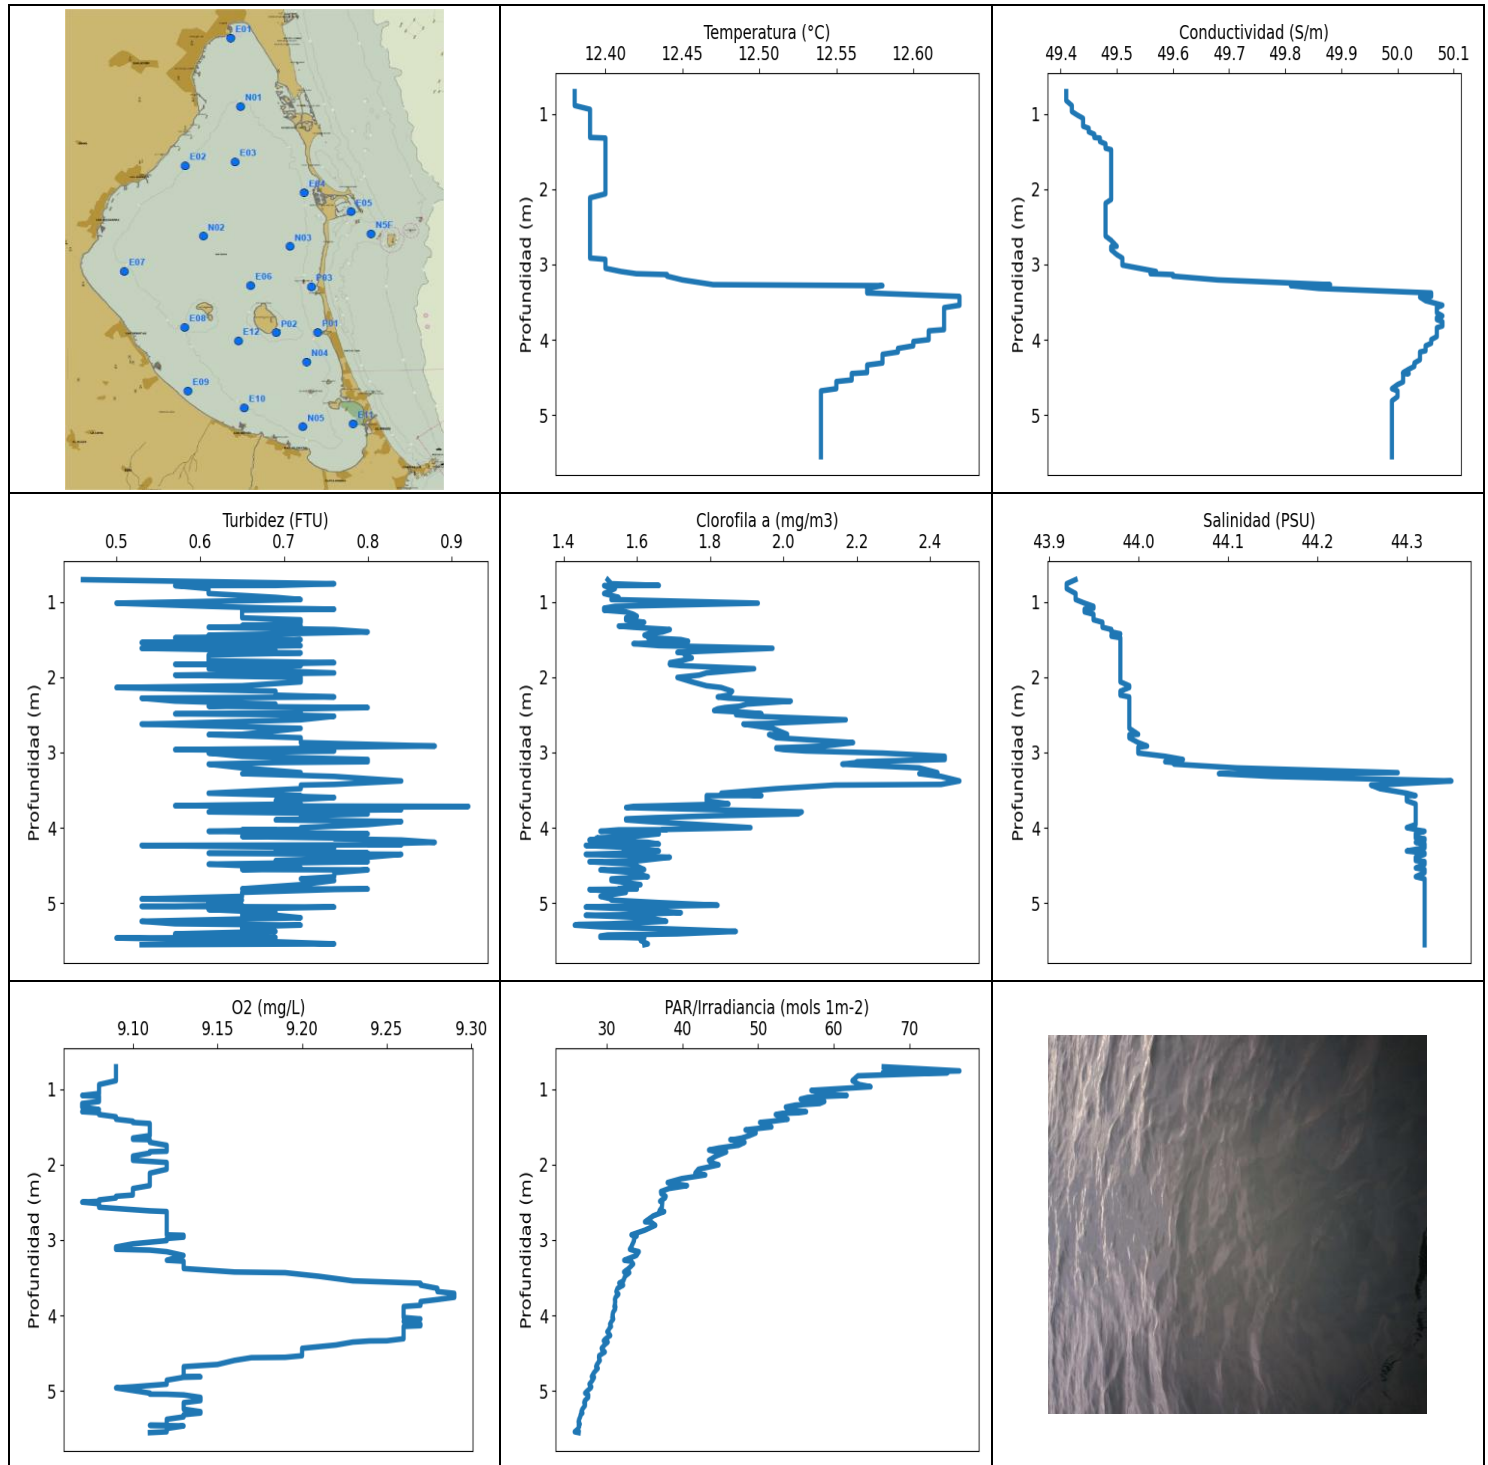 E01
N01
E02
E03
E04
E05
N5F
N02
N03
E07
E06
P03
E08
E12
P02
P01
N04
E09
E10
N05
E11
Temperatura (°C)
12.40 12.45 12.50 12.55 12.60
Profundidad (m)
1
2
3
4
5
Conductividad (S/m)
49.4 49.5 49.6 49.7 49.8 49.9 50.0 50.1
Profundidad (m)
1
2
3
4
5
Turbidez (FTU)
0.5 0.6 0.7 0.8 0.9
Profundidad (m)
1
2
3
4
5
Clorofila a (mg/m3)
1.4 1.6 1.8 2.0 2.2 2.4
Profundidad (m)
1
2
3
4
5
Salinidad (PSU)
43.9 44.0 44.1 44.2 44.3
Profundidad (m)
1
2
3
4
5
O2 (mg/L)
9.10 9.15 9.20 9.25 9.30
Profundidad (m)
1
2
3
4
5
PAR/Irradiancia (mols 1m-2)
30 40 50 60 70
Profundidad (m)
1
2
3
4
5